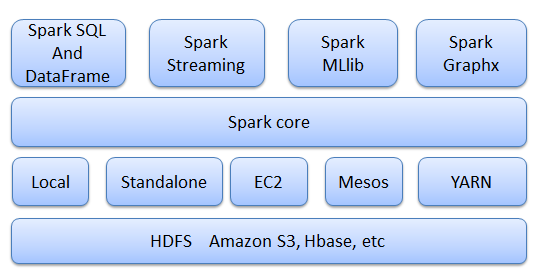 Spark SQL
And
DataFrame
Spark
Streaming
Spark
MLlib
Spark
Graphx
Spark core
Local
Standalone
EC2
Mesos
YARN
HDFS Amazon S3, Hbase, etc